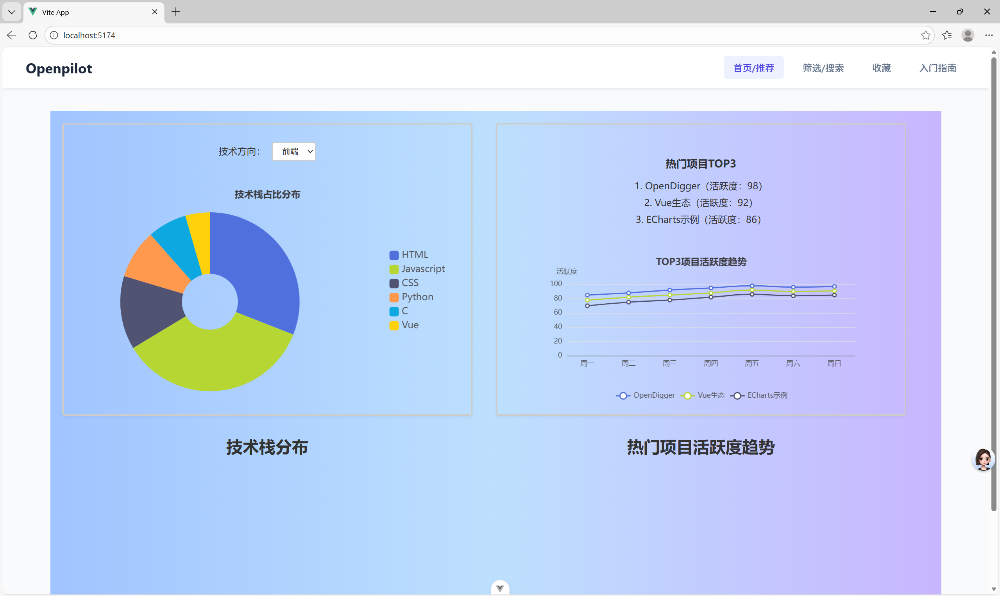 Vite App
localhost:5174
Openpilot
首页/推荐
筛选/搜索
收藏
入门指南
技术方向：
前端
技术栈占比分布
HTML
Javascript
CSS
Python
C
Vue
技术栈分布
热门项目TOP3
1. OpenDigger（活跃度：98）
2. Vue生态（活跃度：92）
3. ECharts示例（活跃度：86）
TOP3项目活跃度趋势
活跃度
100
80
60
40
20
0
周一 周二 周三 周四 周五 周六 周日
OpenDigger Vue生态 ECharts示例
热门项目活跃度趋势